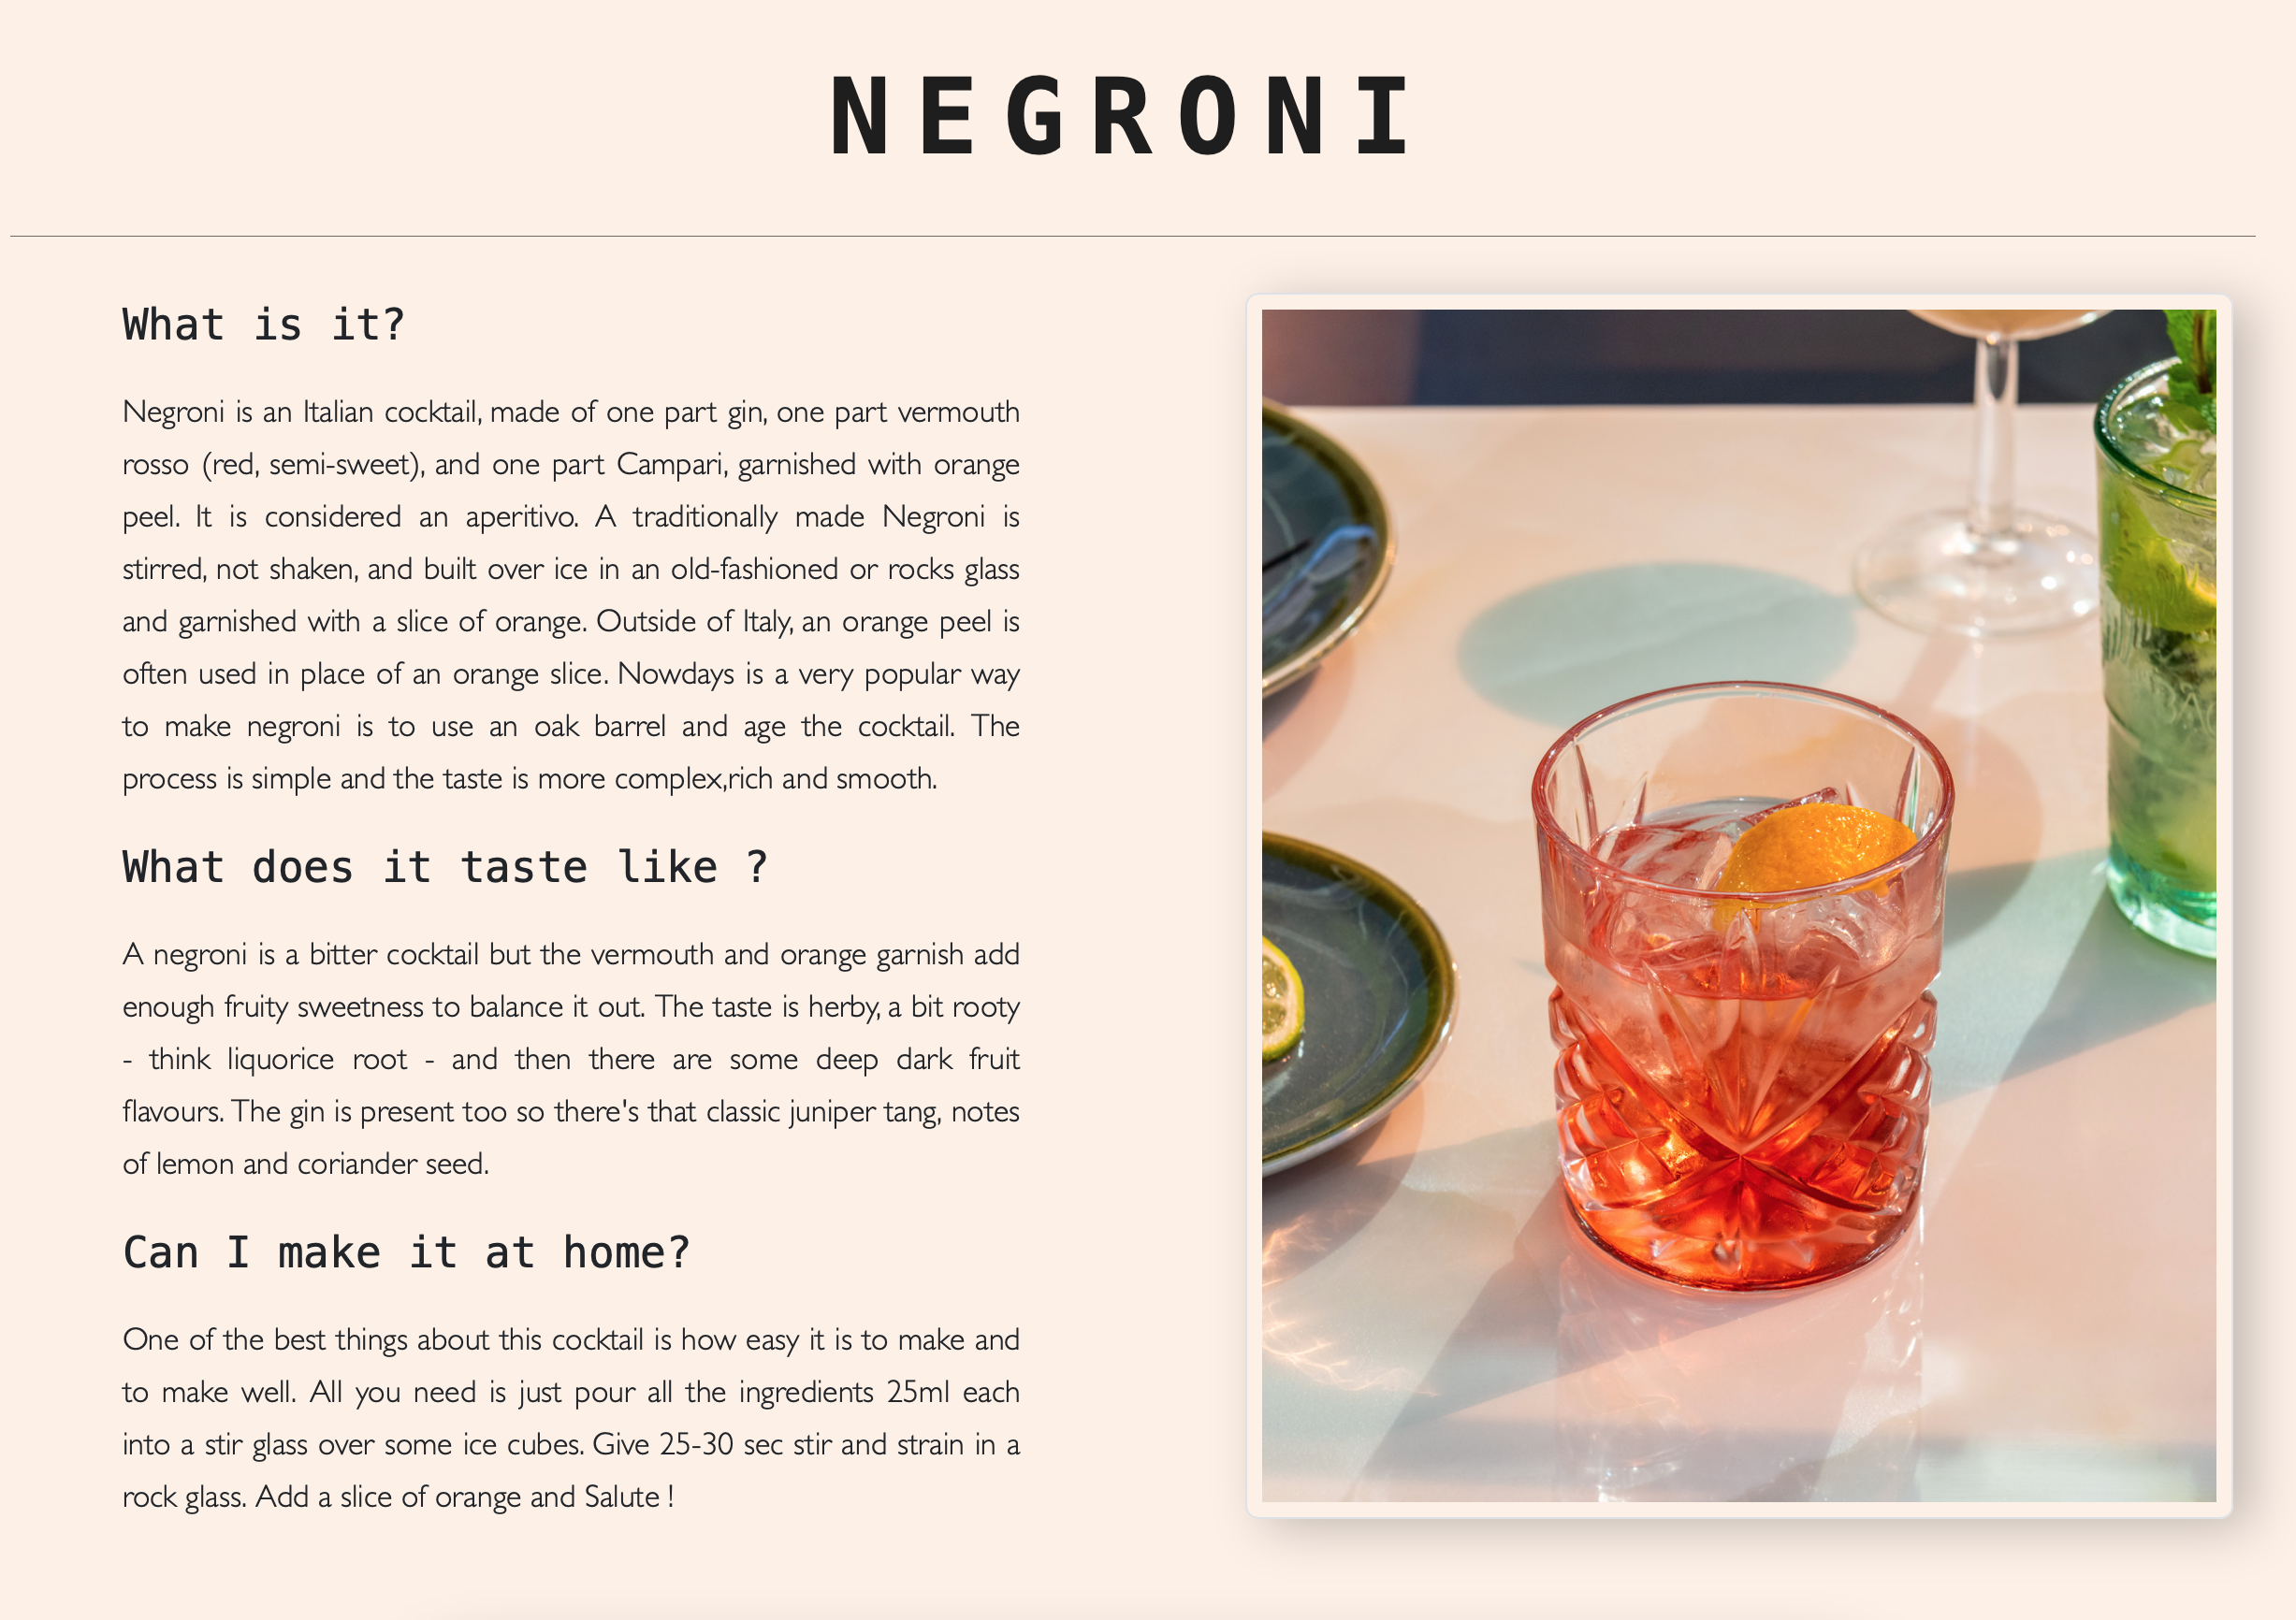 NEGRONI
What is it?
Negroni is an Italian cocktail, made of one part gin, one part vermouth
rosso (red, semi-sweet), and one part Campari, garnished with orange
peel. It is considered an aperitivo. A traditionally made Negroni is
stirred, not shaken, and built over ice in an old-fashioned or rocks glass
and garnished with a slice of orange. Outside of Italy, an orange peel is
often used in place of an orange slice. Nowdays is a very popular way
to make negroni is to use an oak barrel and age the cocktail. The
process is simple and the taste is more complex,rich and smooth.
What does it taste like ?
A negroni is a bitter cocktail but the vermouth and orange garnish add
enough fruity sweetness to balance it out. The taste is herby, a bit rooty
- think liquorice root - and then there are some deep dark fruit
flavours. The gin is present too so there's that classic juniper tang, notes
of lemon and coriander seed.
Can I make it at home?
One of the best things about this cocktail is how easy it is to make and
to make well. All you need is just pour all the ingredients 25ml each
into a stir glass over some ice cubes. Give 25-30 sec stir and strain in a
rock glass. Add a slice of orange and Salute !